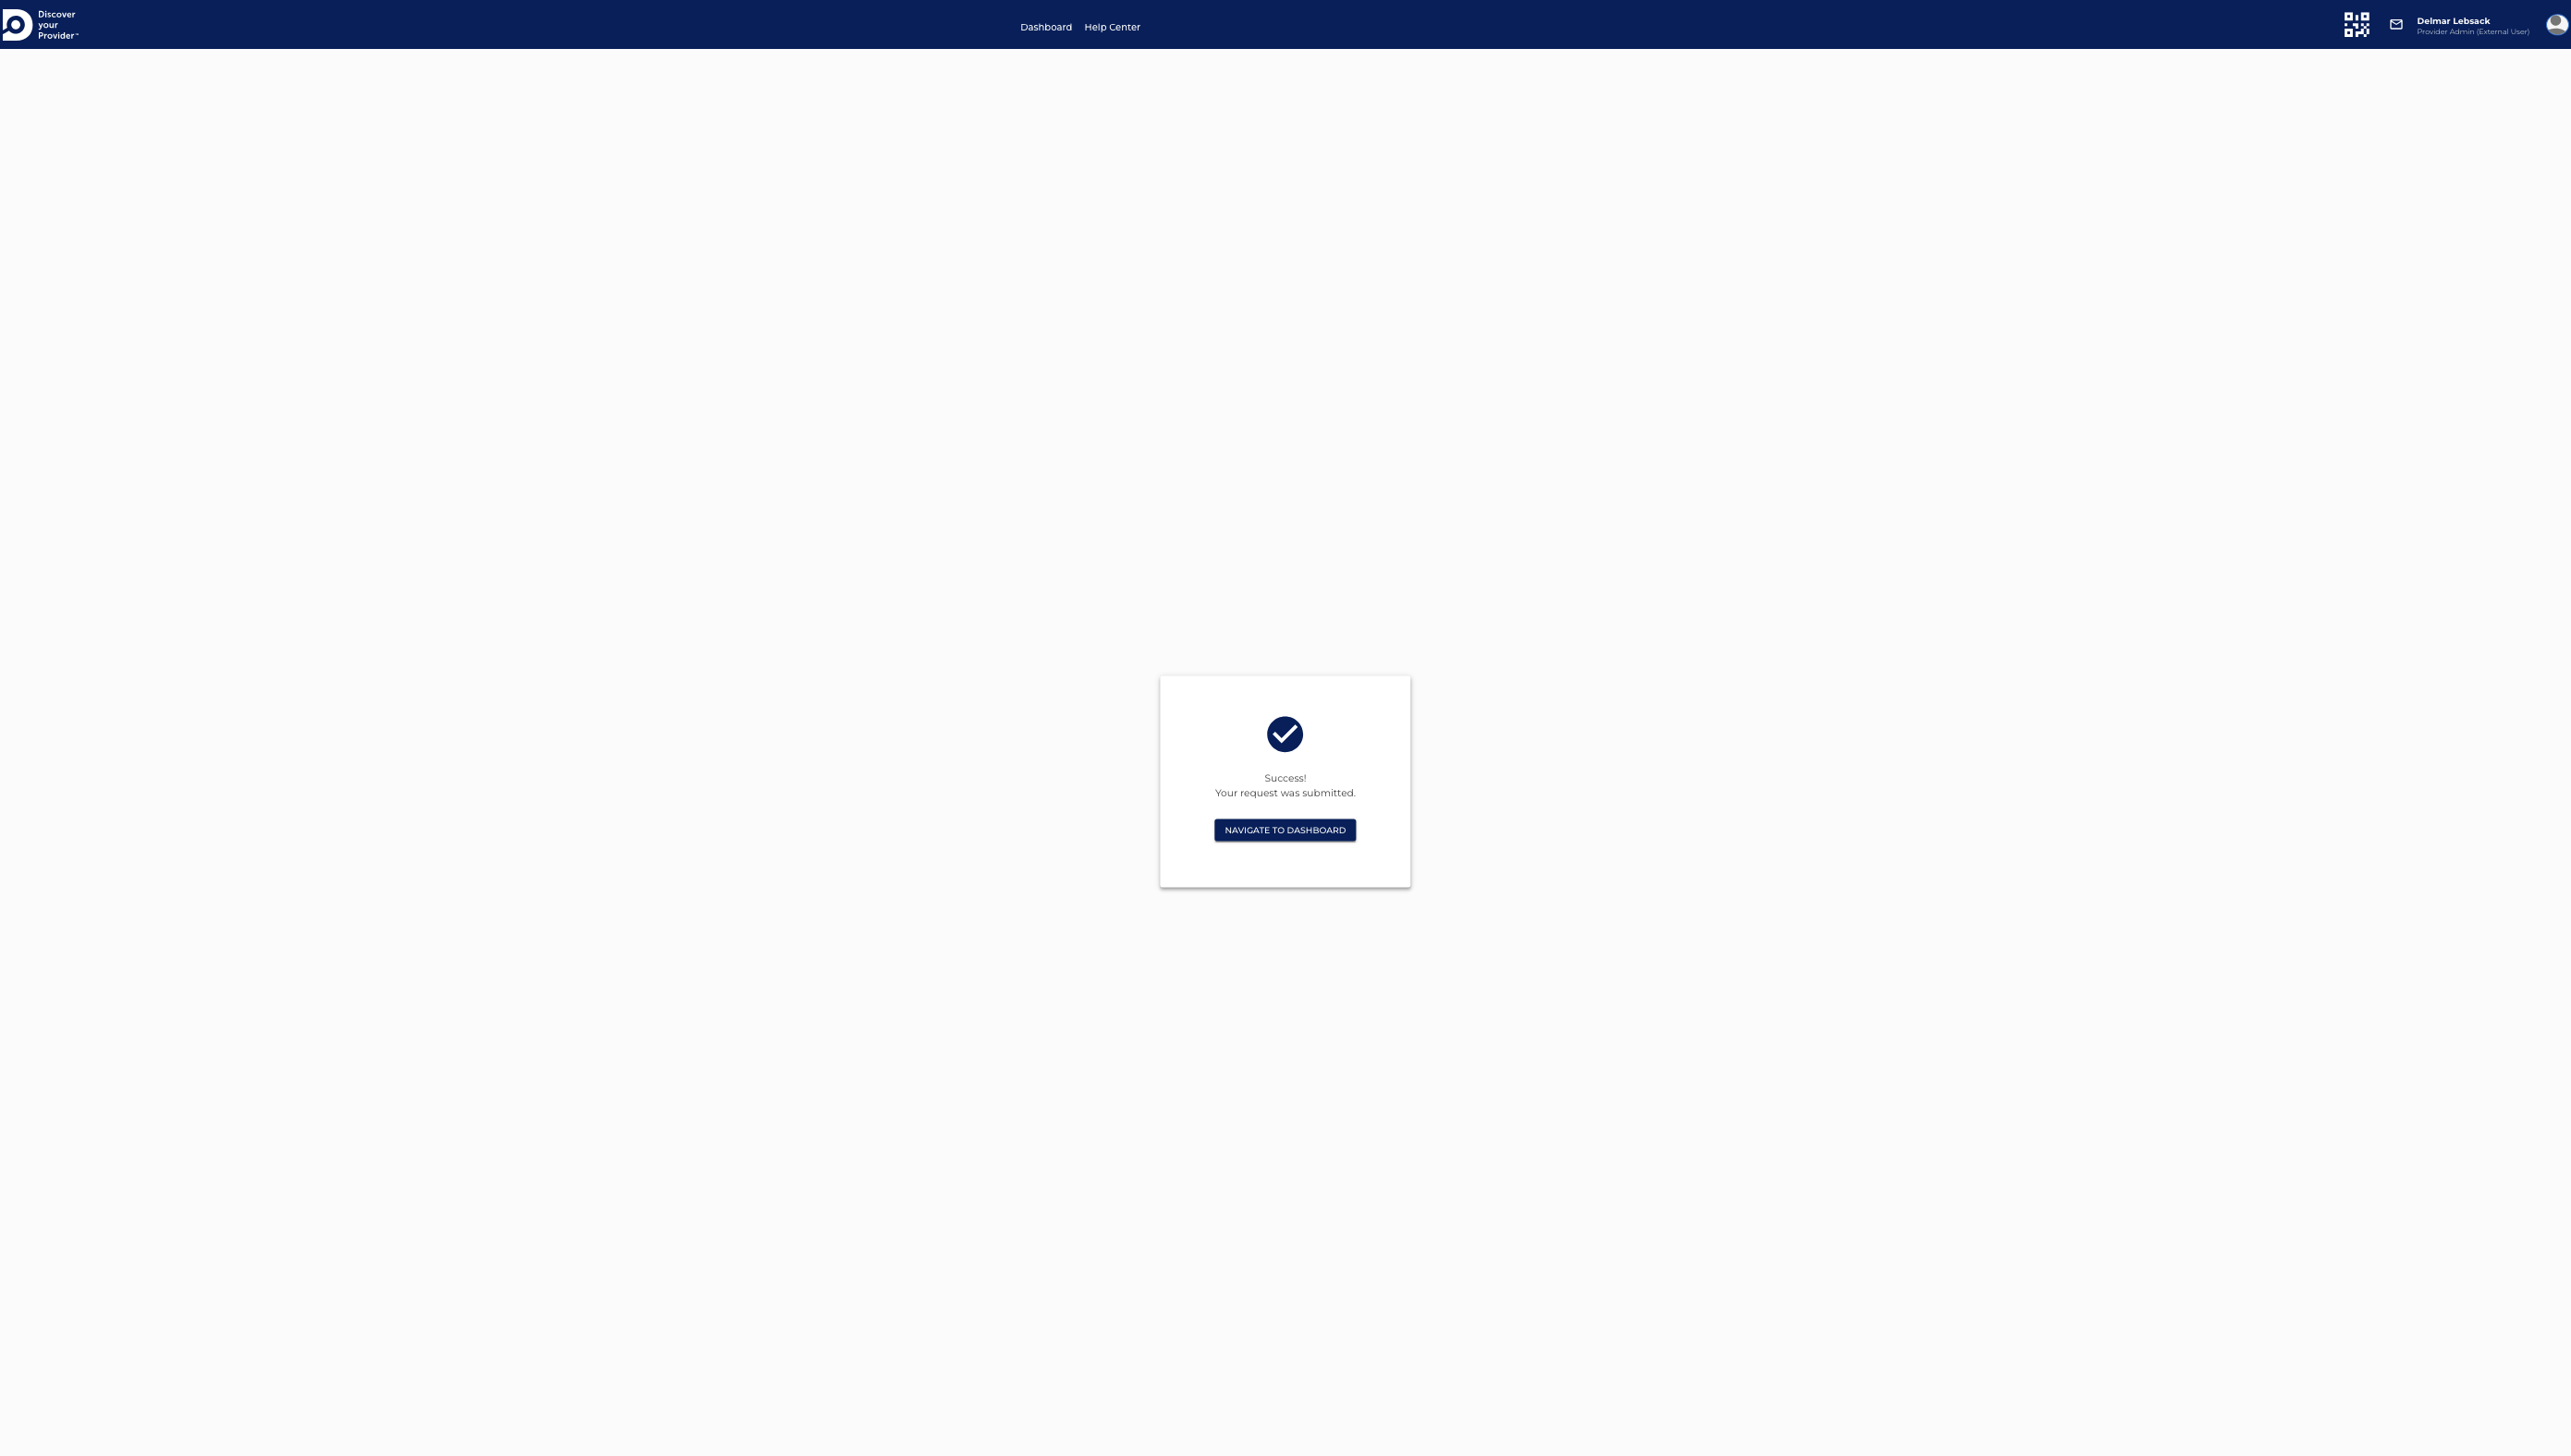 Discover
your
Provider™
Dashboard Help Center
Delmar Lebsack
Provider Admin (External User)
Success!
Your request was submitted.
NAVIGATE TO DASHBOARD